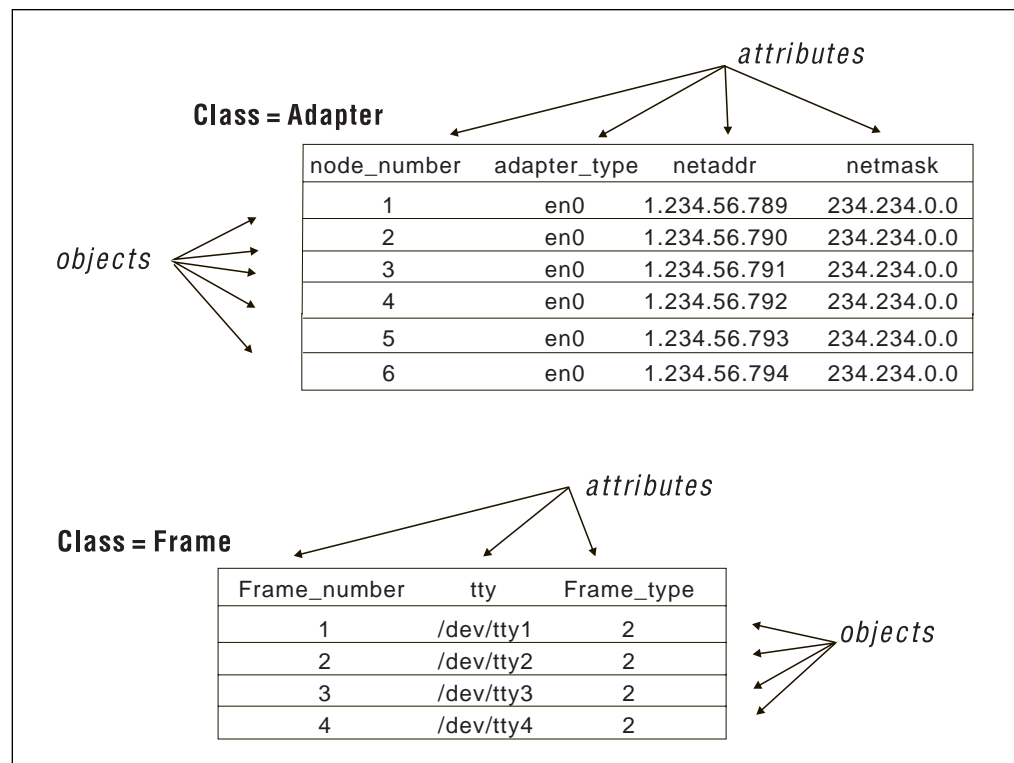 attributes
Class = Adapter
node_number adapter_type netaddr netmask
1 en0 1.234.56.789 234.234.0.0
2 en0 1.234.56.790 234.234.0.0
objects
3 en0 1.234.56.791 234.234.0.0
4 en0 1.234.56.792 234.234.0.0
5 en0 1.234.56.793 234.234.0.0
6 en0 1.234.56.794 234.234.0.0
attributes
Class = Frame
Frame_number tty Frame_type
1 /dev/tty1 2
objects
2 /dev/tty2 2
3 /dev/tty3 2
4 /dev/tty4 2